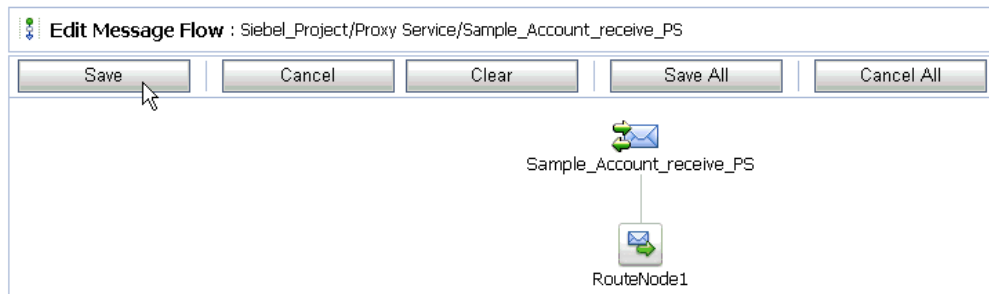 Edit Message Flow : Siebel_Project/Proxy Service/Sample_Account_receive_PS
Save Cancel Clear Save All Cancel All
Sample_Account_receive_PS
RouteNode1